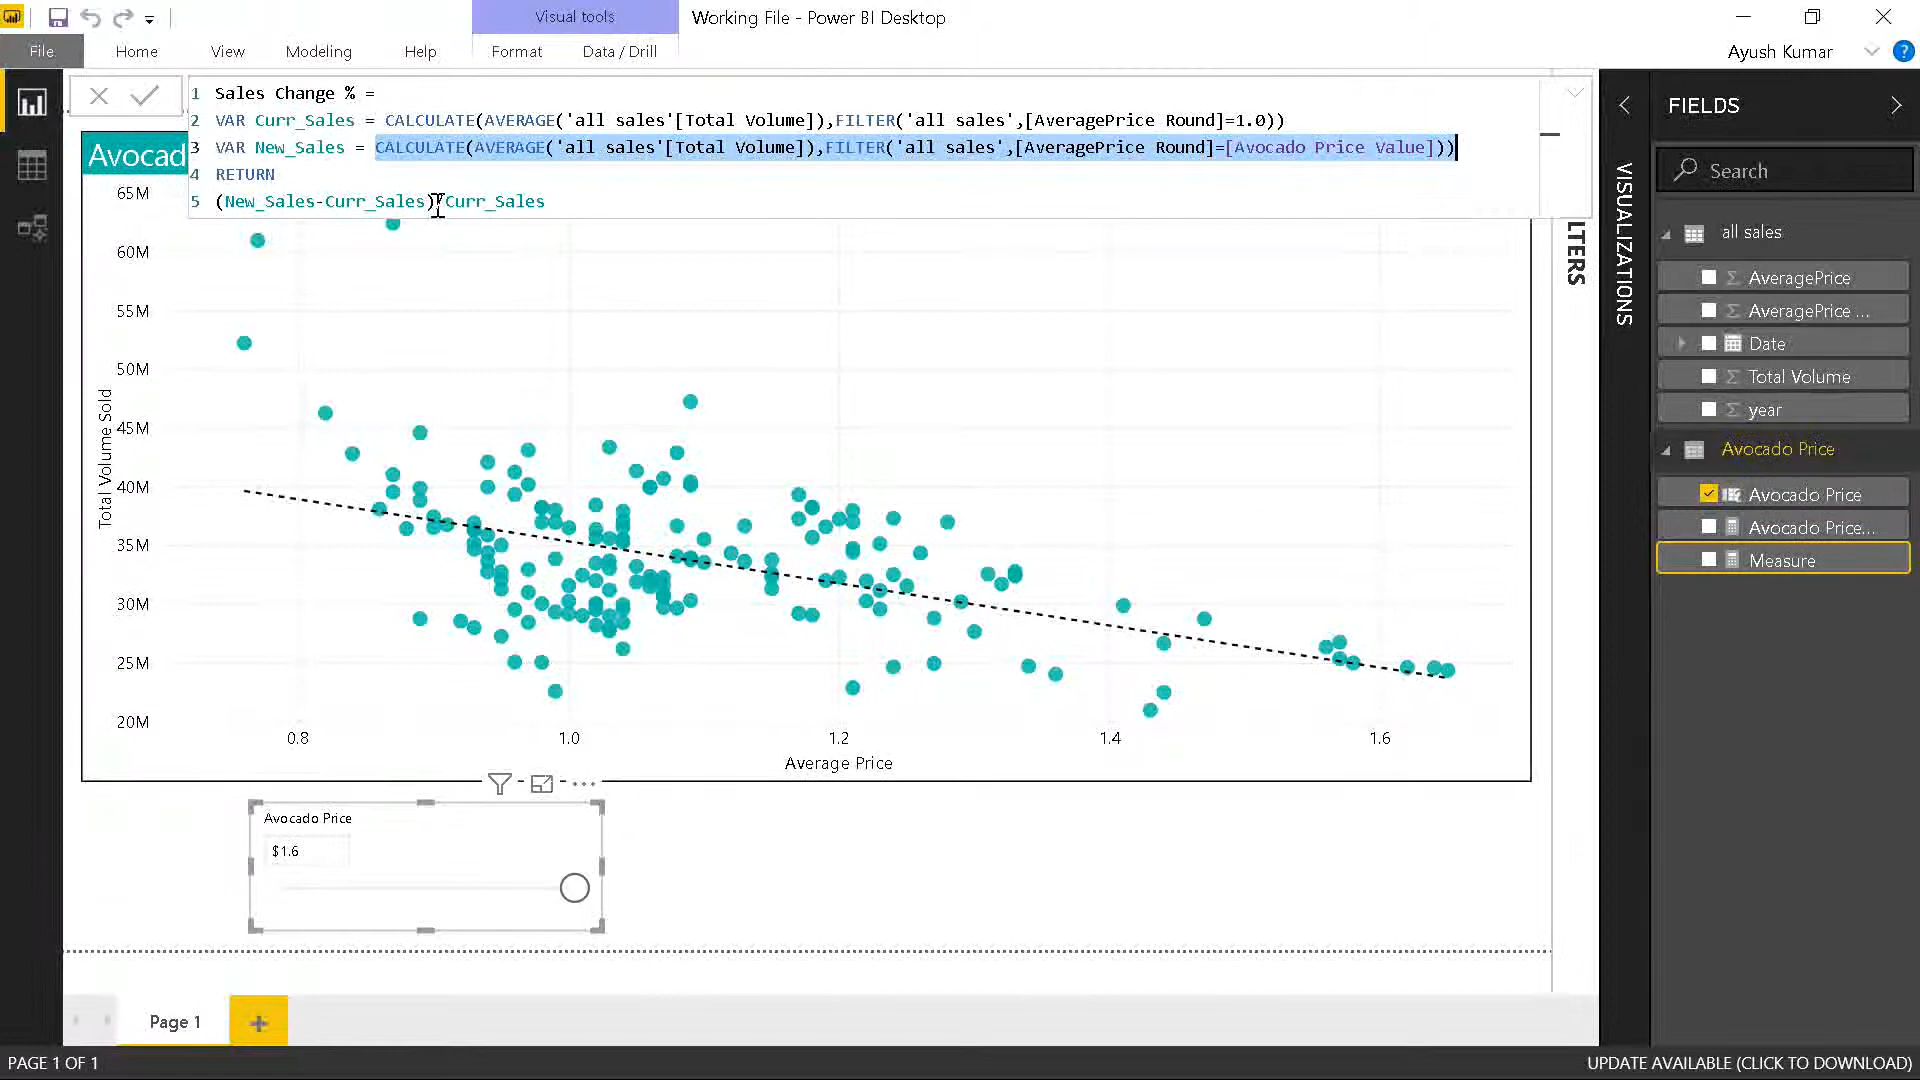 Visual tools
Working File - Power BI Desktop
File
Home
View
Modeling
Help
Format
Data / Drill
Ayush Kumar
?
1 Sales Change % =
2 VAR Curr_Sales = CALCULATE(AVERAGE('all sales'[Total Volume]),FILTER('all sales',[AveragePrice Round]=1.0))
3 VAR New_Sales = CALCULATE(AVERAGE('all sales'[Total Volume]),FILTER('all sales',[AveragePrice Round]=[Avocado Price Value]))
4 RETURN
5 (New_Sales-Curr_Sales)/Curr_Sales
Avocad
65M
60M
55M
50M
45M
40M
35M
30M
25M
20M
Total Volume Sold
0.8
1.0
1.2
1.4
1.6
Average Price
Avocado Price
$1.6
Page 1
+
PAGE 1 OF 1
UPDATE AVAILABLE (CLICK TO DOWNLOAD)
LTERS
VISUALIZATIONS
FIELDS
Search
all sales
AveragePrice
AveragePrice ...
Date
Total Volume
year
Avocado Price
Avocado Price
Avocado Price...
Measure